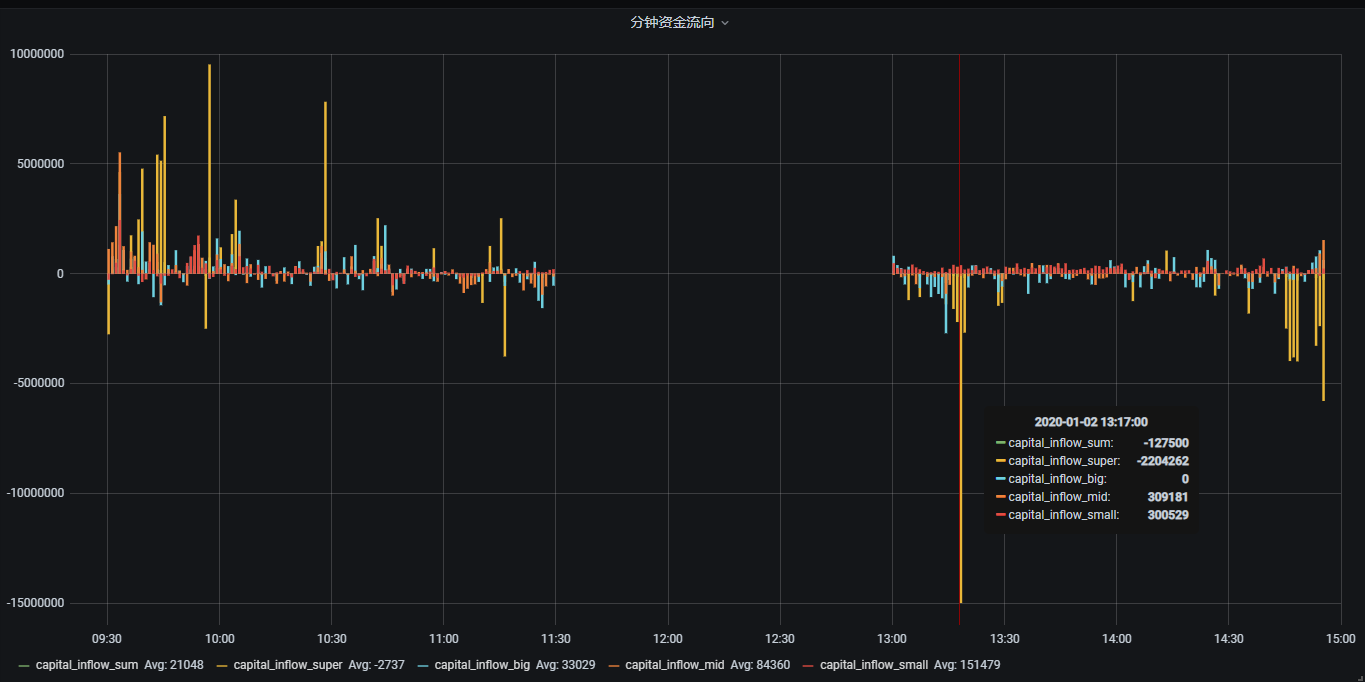 分钟资金流向
10000000
5000000
0
-5000000
-10000000
-15000000
2020-01-02 13:17:00
capital_inflow_sum: -127500
capital_inflow_super: -2204262
capital_inflow_big: 0
capital_inflow_mid: 309181
capital_inflow_small: 300529
09:30 10:00 10:30 11:00 11:30 12:00 12:30 13:00 13:30 14:00 14:30 15:00
capital_inflow_sum Avg: 21048 capital_inflow_super Avg: -2737 capital_inflow_big Avg: 33029 capital_inflow_mid Avg: 84360 capital_inflow_small Avg: 151479